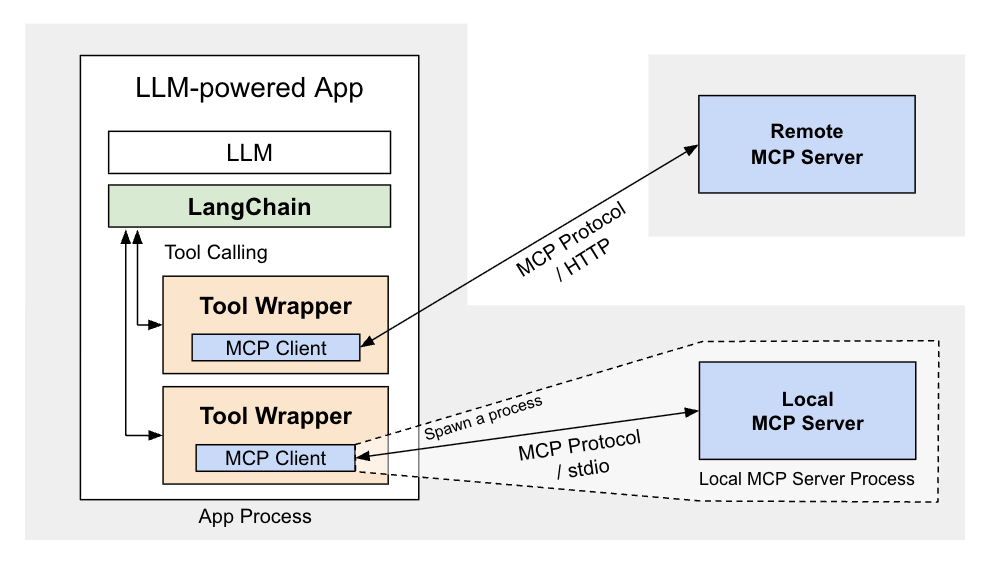 LLM-powered App
LLM
LangChain
Tool Calling
Tool Wrapper
MCP Client
Tool Wrapper
MCP Client
App Process
MCP Protocol
/ HTTP
Remote
MCP Server
Spawn a process
MCP Protocol
/ stdio
Local
MCP Server
Local MCP Server Process